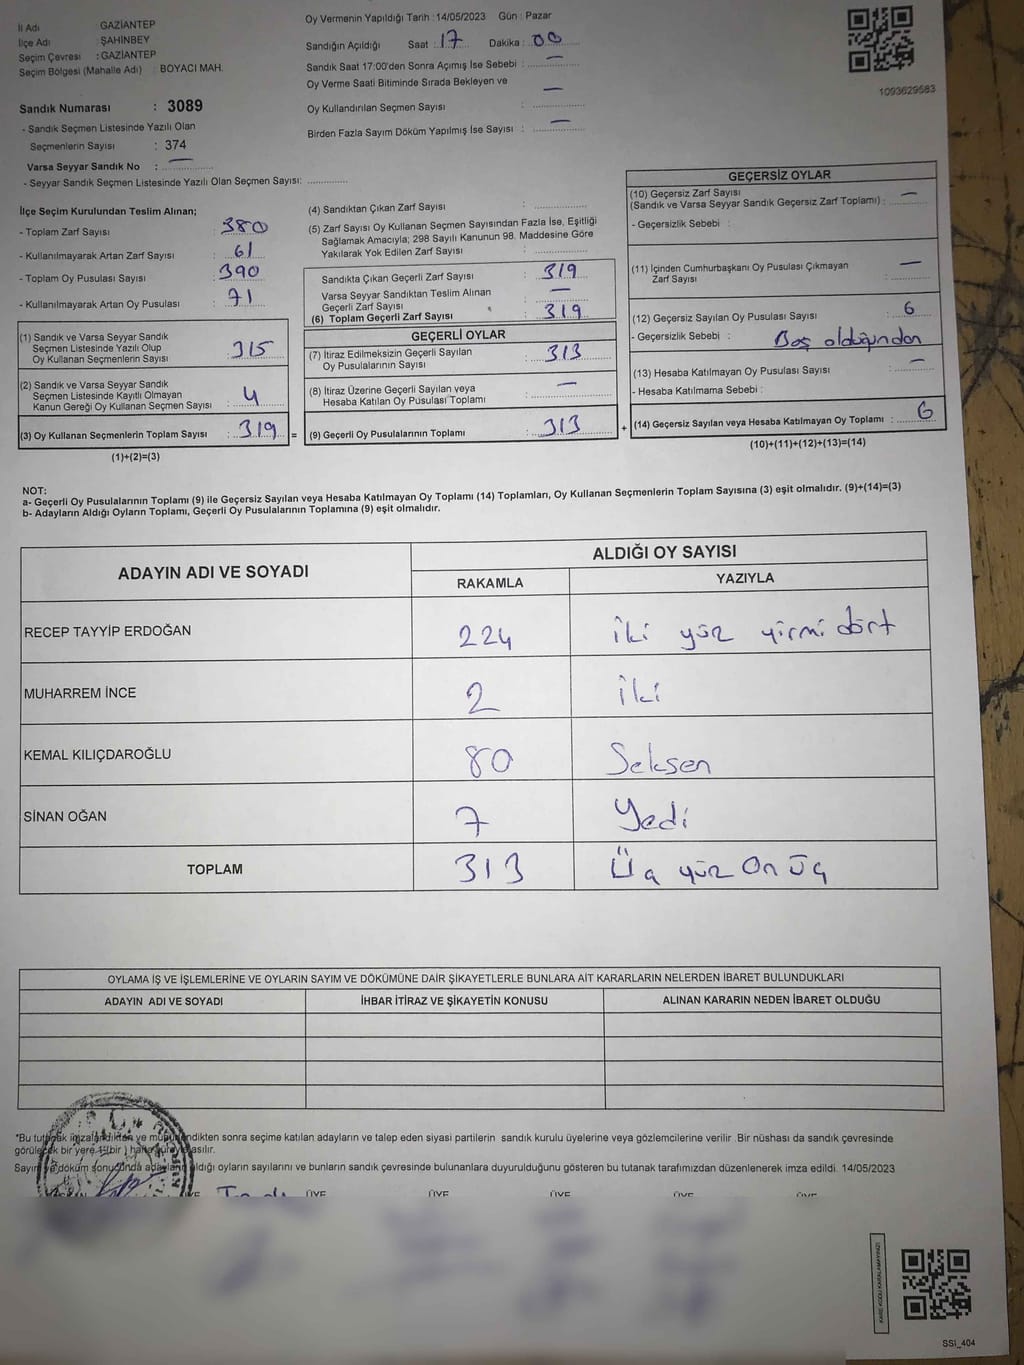 İl Adı : GAZİANTEP
İlçe Adı : ŞAHİNBEY
Seçim Çevresi : GAZİANTEP
Seçim Bölgesi (Mahalle Adı) : BOYACI MAH.
Sandık Numarası : 3089
- Sandık Seçmen Listesinde Yazılı Olan
Seçmenlerin Sayısı : 374
Varsa Seyyar Sandık No : —
- Seyyar Sandık Seçmen Listesinde Yazılı Olan Seçmen Sayısı: ..............
Oy Vermenin Yapıldığı Tarih : 14/05/2023 Gün : Pazar
Sandığın Açıldığı Saat : 17 Dakika : 00
Sandık Saat 17:00'den Sonra Açımış İse Sebebi : —
Oy Verme Saati Bitiminde Sırada Bekleyen ve
Oy Kullandırılan Seçmen Sayısı : —
Birden Fazla Sayım Döküm Yapılmış İse Sayısı : —
1093629583
İlçe Seçim Kurulundan Teslim Alınan;
- Toplam Zarf Sayısı : 380
- Kullanılmayarak Artan Zarf Sayısı : 61
- Toplam Oy Pusulası Sayısı : 390
- Kullanılmayarak Artan Oy Pusulası : 71
(1) Sandık ve Varsa Seyyar Sandık
Seçmen Listesinde Yazılı Olup
Oy Kullanan Seçmenlerin Sayısı : 315
(2) Sandık ve Varsa Seyyar Sandık
Seçmen Listesinde Kayıtlı Olmayan
Kanun Gereği Oy Kullanan Seçmen Sayısı : 4
(3) Oy Kullanan Seçmenlerin Toplam Sayısı : 319 =
(1)+(2)=(3)
(4) Sandıktan Çıkan Zarf Sayısı : ..............
(5) Zarf Sayısı Oy Kullanan Seçmen Sayısından Fazla İse, Eşitliği
Sağlamak Amacıyla; 298 Sayılı Kanunun 98. Maddesine Göre
Yakılarak Yok Edilen Zarf Sayısı : ..............
Sandıkta Çıkan Geçerli Zarf Sayısı : 319
Varsa Seyyar Sandıktan Teslim Alınan
Geçerli Zarf Sayısı : —
(6) Toplam Geçerli Zarf Sayısı : 319
GEÇERLİ OYLAR
(7) İtiraz Edilmeksizin Geçerli Sayılan
Oy Pusulalarının Sayısı : 313
(8) İtiraz Üzerine Geçerli Sayılan veya
Hesaba Katılan Oy Pusulası Toplamı : —
(9) Geçerli Oy Pusulalarının Toplamı : 313 +
GEÇERSİZ OYLAR
(10) Geçersiz Zarf Sayısı
(Sandık ve Varsa Seyyar Sandık Geçersiz Zarf Toplamı) : —
- Geçersizlik Sebebi :
(11) İçinden Cumhurbaşkanı Oy Pusulası Çıkmayan
Zarf Sayısı : —
(12) Geçersiz Sayılan Oy Pusulası Sayısı : 6
- Geçersizlik Sebebi : Boş olduğundan
(13) Hesaba Katılmayan Oy Pusulası Sayısı : —
- Hesaba Katılmama Sebebi :
(14) Geçersiz Sayılan veya Hesaba Katılmayan Oy Toplamı : 6
(10)+(11)+(12)+(13)=(14)
NOT:
a- Geçerli Oy Pusulalarının Toplamı (9) ile Geçersiz Sayılan veya Hesaba Katılmayan Oy Toplamı (14) Toplamları, Oy Kullanan Seçmenlerin Toplam Sayısına (3) eşit olmalıdır. (9)+(14)=(3)
b- Adayların Aldığı Oyların Toplamı, Geçerli Oy Pusulalarının Toplamına (9) eşit olmalıdır.
ADAYIN ADI VE SOYADI ALDIĞI OY SAYISI
RAKAMLA YAZIYLA
RECEP TAYYİP ERDOĞAN 224 iki yüz yirmi dört
MUHARREM İNCE 2 iki
KEMAL KILIÇDAROĞLU 80 Seksen
SİNAN OĞAN 7 Yedi
TOPLAM 313 Üç yüz On üç
OYLAMA İŞ VE İŞLEMLERİNE VE OYLARIN SAYIM VE DÖKÜMÜNE DAİR ŞİKAYETLERLE BUNLARA AİT KARARLARIN NELERDEN İBARET BULUNDUKLARI
ADAYIN ADI VE SOYADI İHBAR İTİRAZ VE ŞİKAYETİN KONUSU ALINAN KARARIN NEDEN İBARET OLDUĞU
*Bu tutanak imzalandıktan ve mühürlendikten sonra seçime katılan adayların ve talep eden siyasi partilerin sandık kurulu üyelerine veya gözlemcilerine verilir. Bir nüshası da sandık çevresinde
görülecek bir yere 1 (bir) hafta süreyle asılır.
Sayım ve döküm sonucunda adayların aldığı oyların sayılarını ve bunların sandık çevresinde bulunanlara duyurulduğunu gösteren bu tutanak tarafımızdan düzenlenerek imza edildi. 14/05/2023
ÜYE ÜYE ÜYE ÜYE ÜYE
KARE KODU KARALAMAYINIZ!
SSİ_404